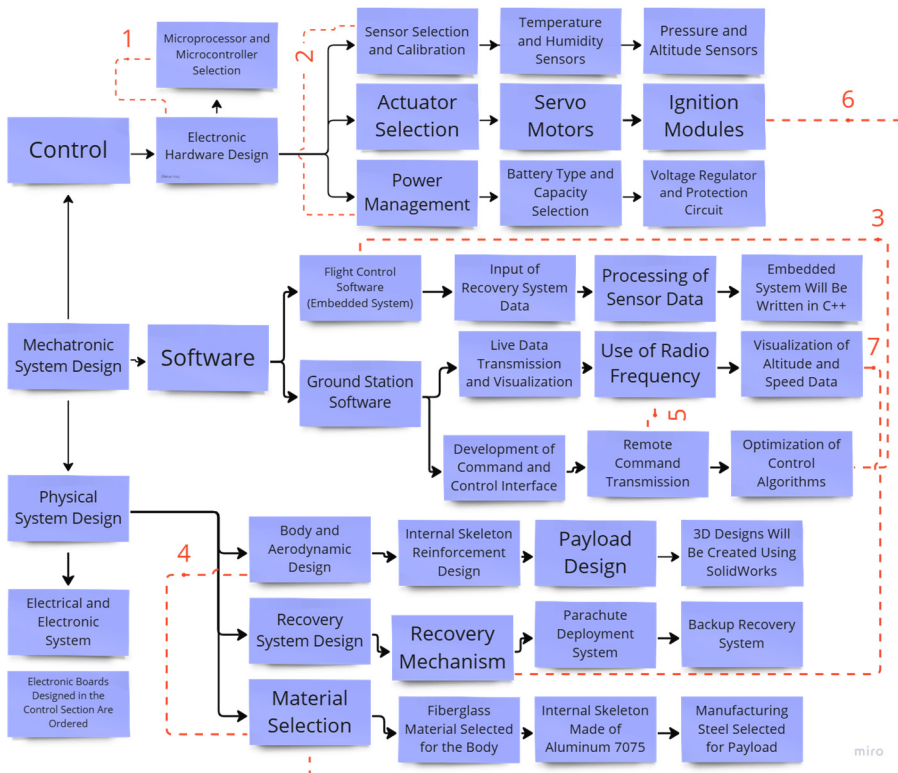 1
Microprocessor and
Microcontroller
Selection
2
Sensor Selection
and Calibration
Temperature
and Humidity
Sensors
Pressure and
Altitude Sensors
Control
Electronic
Hardware Design
Actuator
Selection
Servo
Motors
Ignition
Modules
6
Power
Management
Battery Type and
Capacity
Selection
Voltage Regulator
and Protection
Circuit
3
Mechatronic
System Design
Software
Flight Control
Software
(Embedded System)
Input of
Recovery System
Data
Processing of
Sensor Data
Embedded
System Will Be
Written in C++
Ground Station
Software
Live Data
Transmission
and Visualization
Use of Radio
Frequency
Visualization of
Altitude and
Speed Data
7
5
Development of
Command and
Control Interface
Remote
Command
Transmission
Optimization of
Control
Algorithms
Physical
System Design
4
Body and
Aerodynamic
Design
Internal Skeleton
Reinforcement
Design
Payload
Design
3D Designs Will
Be Created Using
SolidWorks
Electrical and
Electronic
System
Recovery
System Design
Recovery
Mechanism
Parachute
Deployment
System
Backup Recovery
System
Electronic Boards
Designed in the
Control Section Are
Ordered
Material
Selection
Fiberglass
Material Selected
for the Body
Internal Skeleton
Made of
Aluminum 7075
Manufacturing
Steel Selected
for Payload
miro